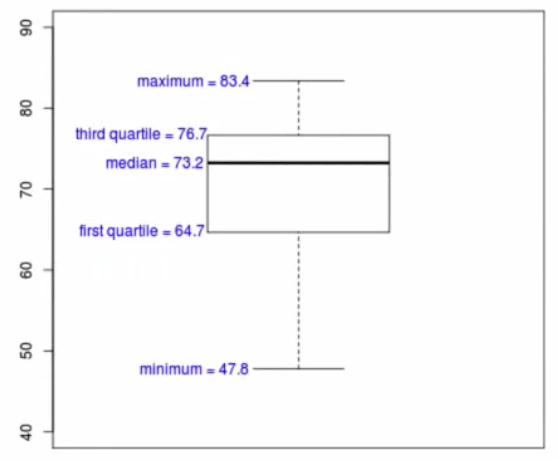 90
maximum = 83.4
80
third quartile = 76.7
median = 73.2
70
first quartile = 64.7
60
50
minimum = 47.8
40